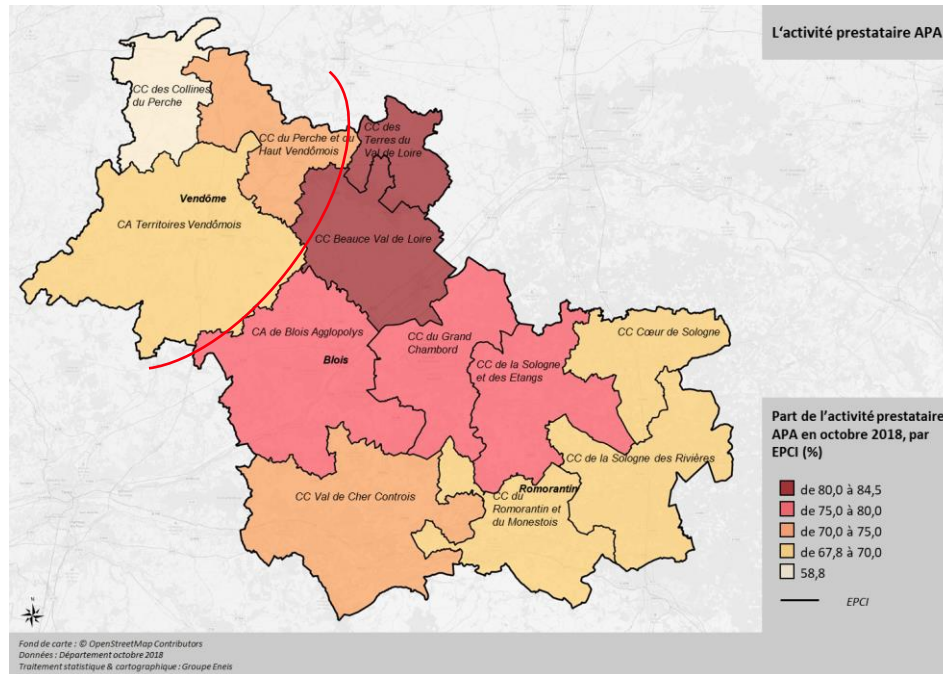 L'activité prestataire APA
CC des Collines
du Perche
CC du Perche et du
Haut Vendômois
CC des
Terres du
Val de Loire
Vendôme
CA Territoires Vendômois
CC Beauce Val de Loire
CA de Blois Agglopolys
Blois
CC du Grand
Chambord
CC de la Sologne
et des Etangs
CC Cœur de Sologne
CC de la Sologne des Rivières
CC Val de Cher Controis
Romorantin
CC du
Romorantin et
du Monestois
Part de l'activité prestataire
APA en octobre 2018, par
EPCI (%)
de 80,0 à 84,5
de 75,0 à 80,0
de 70,0 à 75,0
de 67,8 à 70,0
58,8
EPCI
N
Fond de carte : © OpenStreetMap Contributors
Données : Département octobre 2018
Traitement statistique & cartographique : Groupe Eneis